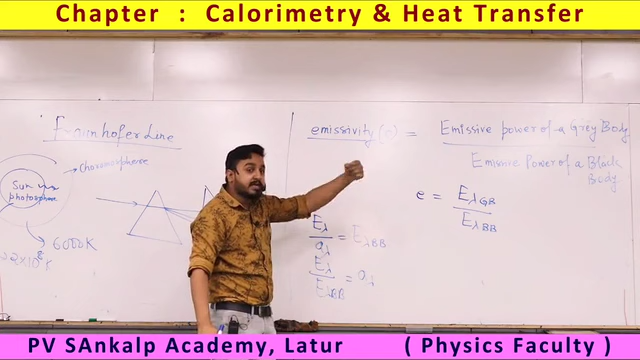 Chapter : Calorimetry & Heat Transfer
Fraunhofer Line
Sun
photosphere
Chromosphere
6000K
emissivity (e) = Emissive power of a Grey Body
Emissive Power of a Black
Body
e = EλGB
EλBB
Eλ
aλ
= EλBB
Eλ
EλBB
= aλ
PV SAnkalp Academy, Latur ( Physics Faculty )